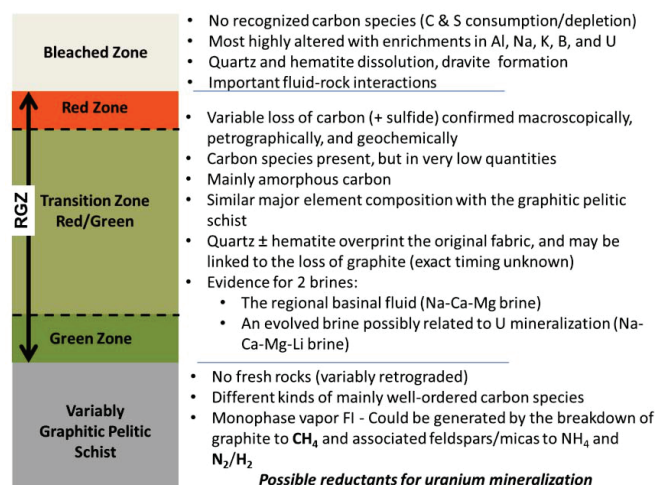 Bleached Zone
• No recognized carbon species (C & S consumption/depletion)
• Most highly altered with enrichments in Al, Na, K, B, and U
• Quartz and hematite dissolution, dravite formation
• Important fluid-rock interactions
RGZ
Red Zone
Transition Zone
Red/Green
Green Zone
• Variable loss of carbon (+ sulfide) confirmed macroscopically,
petrographically, and geochemically
• Carbon species present, but in very low quantities
• Mainly amorphous carbon
• Similar major element composition with the graphitic pelitic
schist
• Quartz ± hematite overprint the original fabric, and may be
linked to the loss of graphite (exact timing unknown)
• Evidence for 2 brines:
• The regional basinal fluid (Na-Ca-Mg brine)
• An evolved brine possibly related to U mineralization (Na-
Ca-Mg-Li brine)
Variably
Graphitic Pelitic
Schist
• No fresh rocks (variably retrograded)
• Different kinds of mainly well-ordered carbon species
• Monophase vapor FI - Could be generated by the breakdown of
graphite to CH₄ and associated feldspars/micas to NH₄ and
N₂/H₂
Possible reductants for uranium mineralization